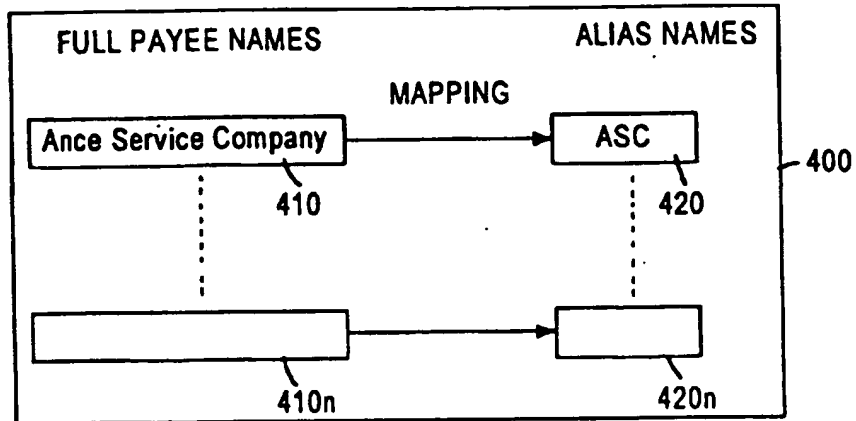 FULL PAYEE NAMES
ALIAS NAMES
MAPPING
Ance Service Company
ASC
400
410
420
410n
420n